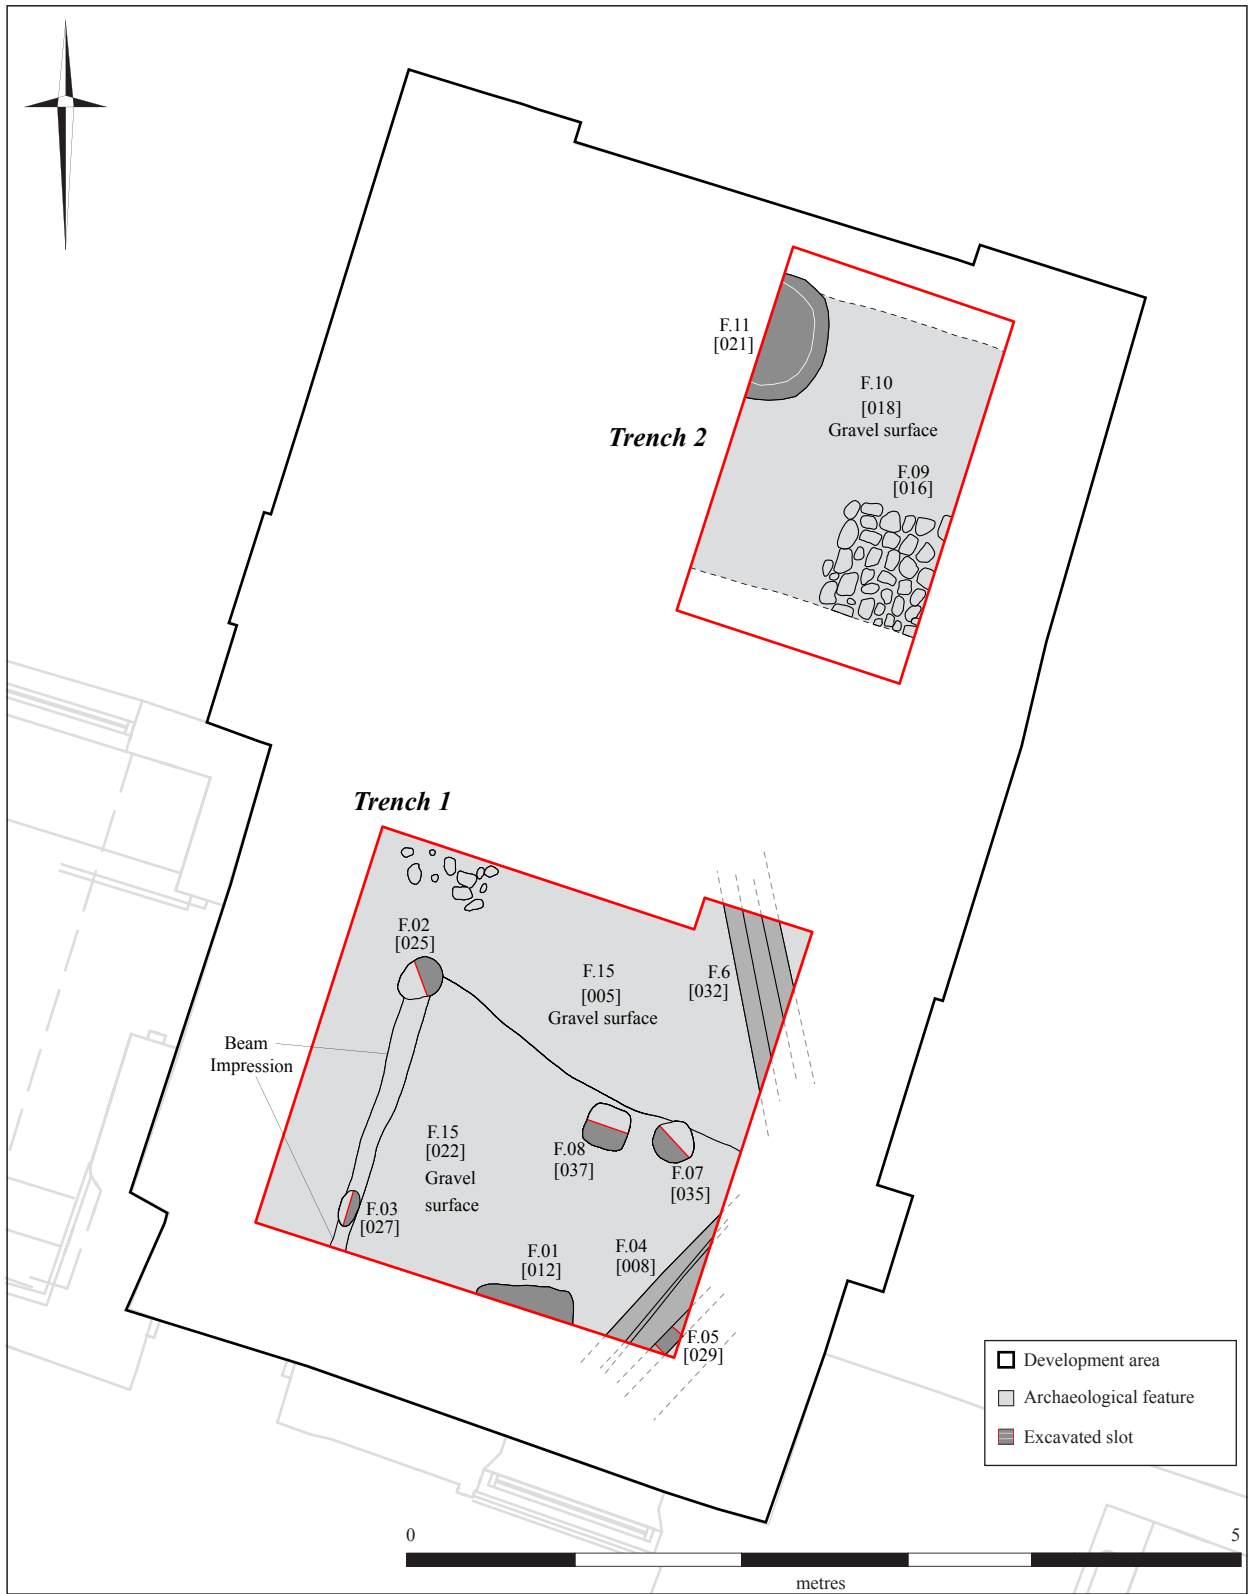 F.11
[021]
F.10
[018]
Gravel surface
Trench 2
F.09
[016]
Trench 1
F.02
[025]
F.15
[005]
Gravel surface
F.6
[032]
Beam
Impression
F.15
[022]
Gravel
surface
F.08
[037]
F.07
[035]
F.03
[027]
F.01
[012]
F.04
[008]
F.05
[029]
Development area
Archaeological feature
Excavated slot
0
5
metres